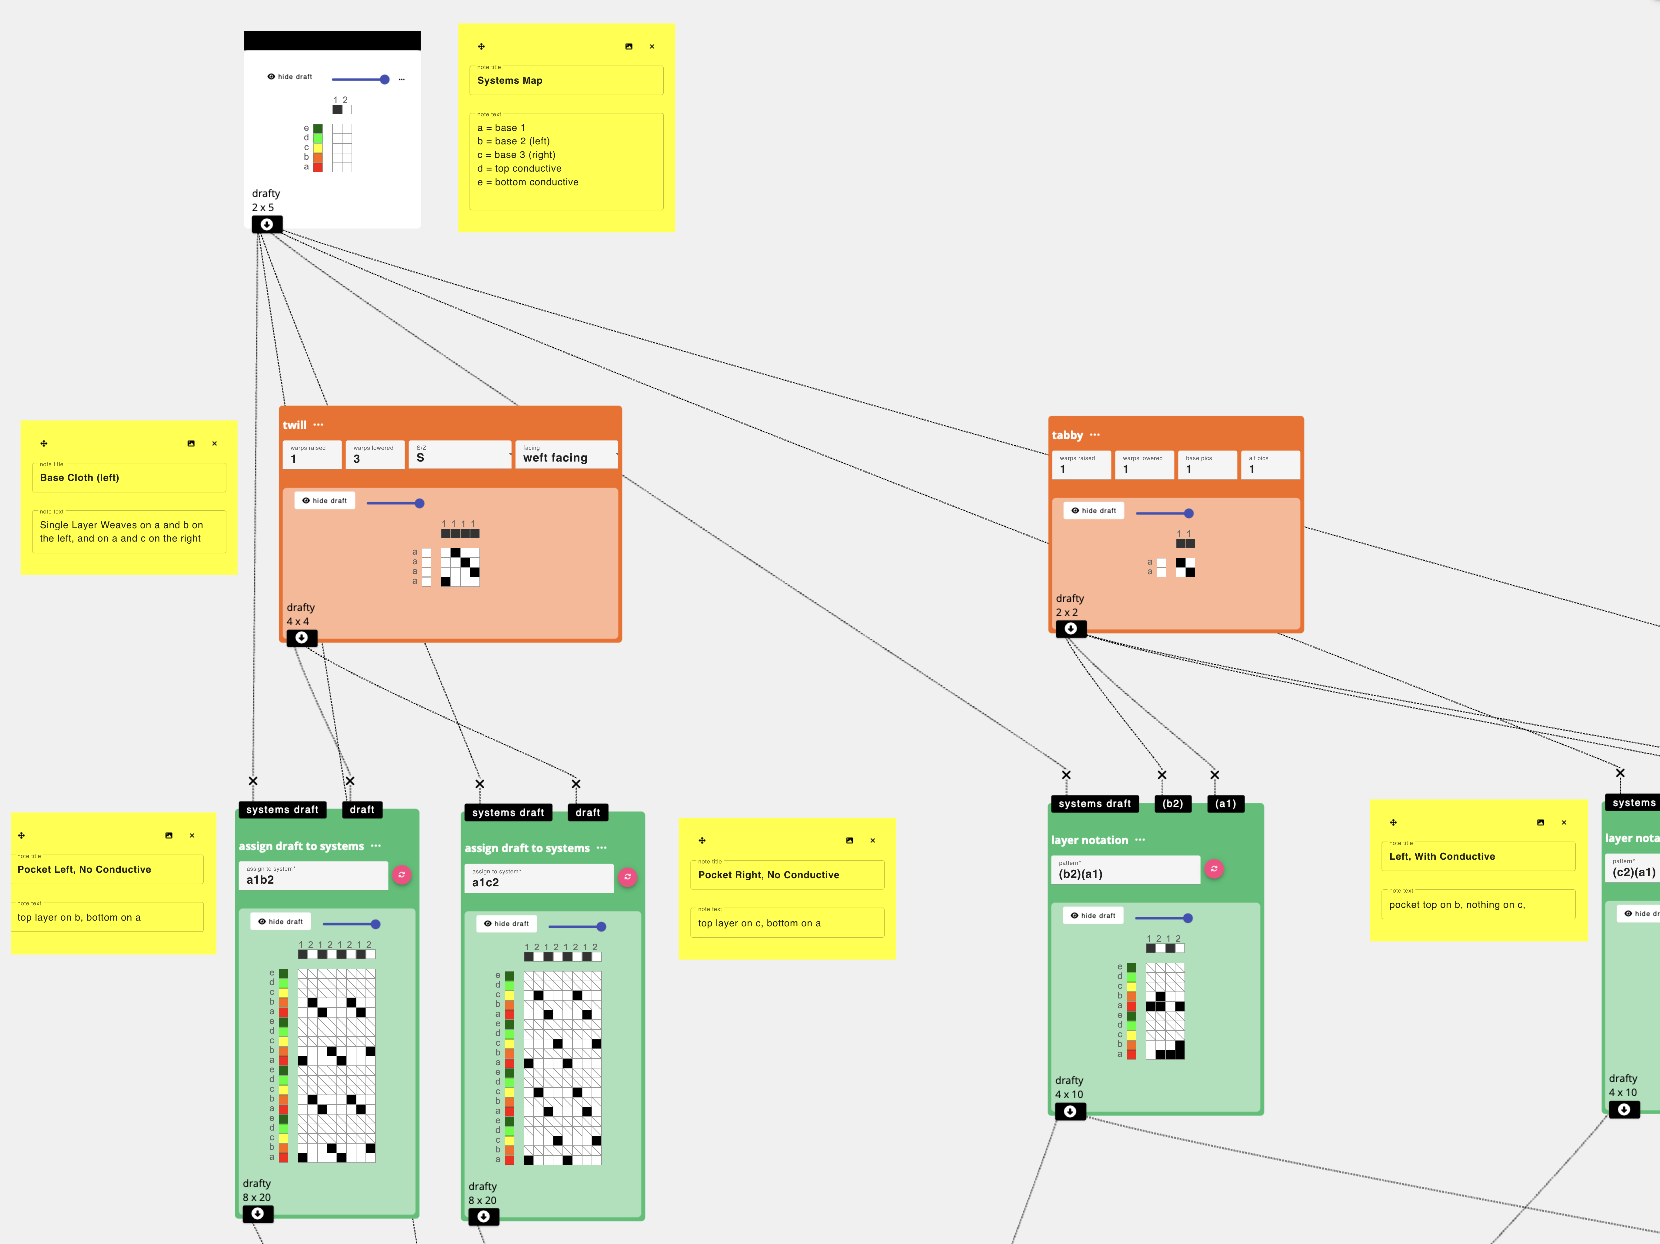 hide draft
1 2
e
d
c
b
a
drafty
2 x 5
note title
Systems Map
note text
a = base 1
b = base 2 (left)
c = base 3 (right)
d = top conductive
e = bottom conductive
note title
Base Cloth (left)
note text
Single Layer Weaves on a and b on
the left, and on a and c on the right
twill
warps raised
1
warps lowered
3
S/Z
S
facing
weft facing
hide draft
1 1 1 1
a
a
a
a
drafty
4 x 4
tabby
warps raised
1
warps lowered
1
base pics
1
alt pics
1
hide draft
1 1
a
a
drafty
2 x 2
note title
Pocket Left, No Conductive
note text
top layer on b, bottom on a
systems draft
draft
assign draft to systems
assign to system*
a1b2
hide draft
1 2 1 2 1 2 1 2
e
d
c
b
a
e
d
c
b
a
e
d
c
b
a
e
d
c
b
a
drafty
8 x 20
systems draft
draft
assign draft to systems
assign to system*
a1c2
hide draft
1 2 1 2 1 2 1 2
e
d
c
b
a
e
d
c
b
a
e
d
c
b
a
e
d
c
b
a
drafty
8 x 20
note title
Pocket Right, No Conductive
note text
top layer on c, bottom on a
systems draft
(b2)
(a1)
layer notation
pattern*
(b2)(a1)
hide draft
1 2 1 2
e
d
c
b
a
e
d
c
b
a
drafty
4 x 10
note title
Left, With Conductive
note text
pocket top on b, nothing on c,
systems
layer nota
pattern*
(c2)(a1)
hide dr
drafty
4 x 10